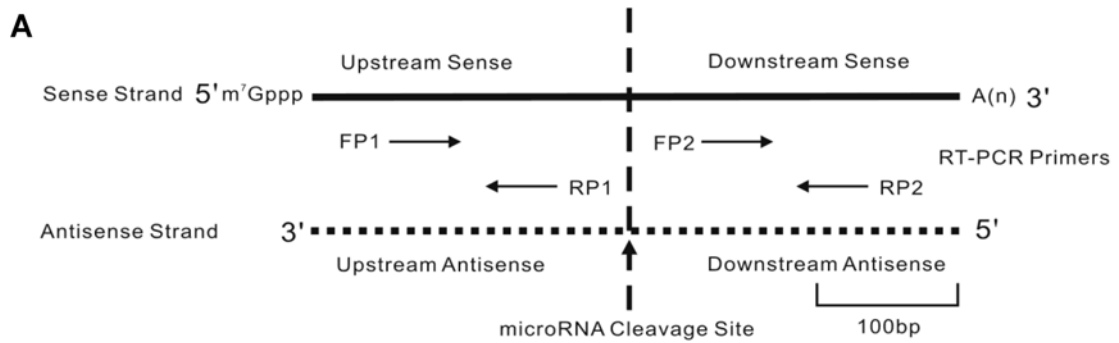 A
Upstream Sense Downstream Sense
Sense Strand 5' m⁷Gppp A(n) 3'
FP1 FP2
RT-PCR Primers
RP1 RP2
Antisense Strand 3' 5'
Upstream Antisense Downstream Antisense
microRNA Cleavage Site 100bp